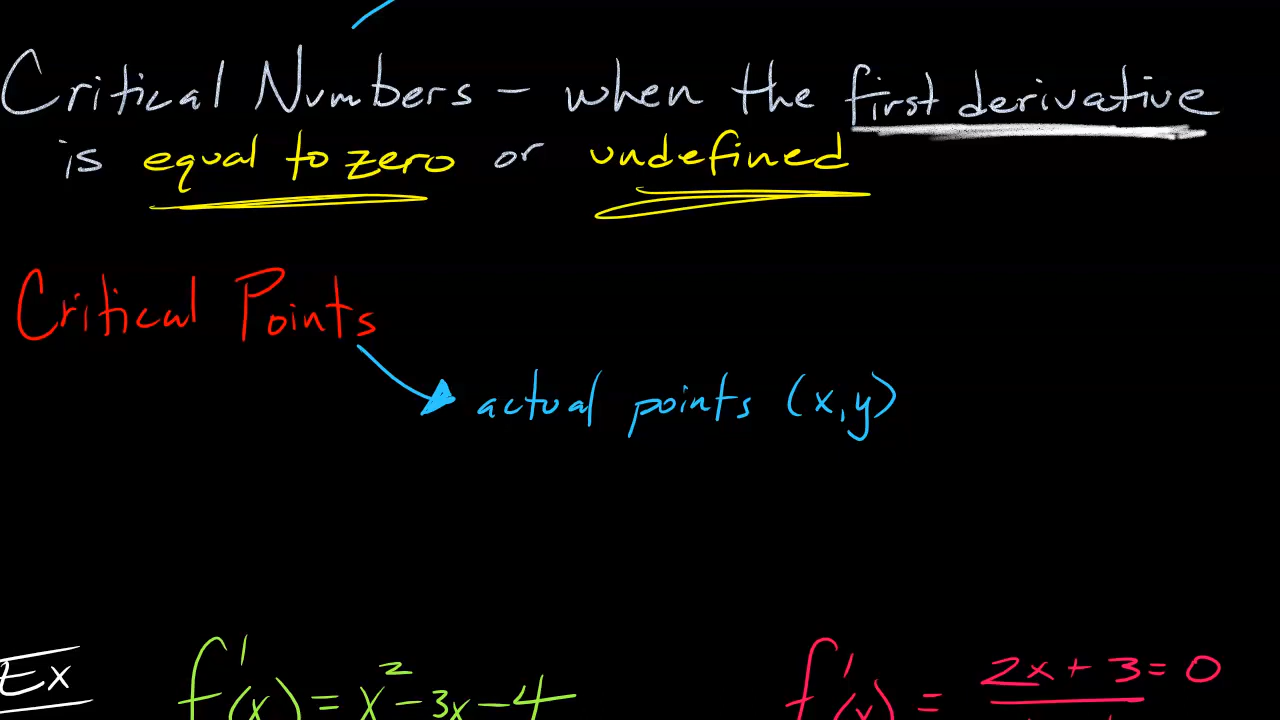 Critical Numbers – when the first derivative
is equal to zero or undefined
Critical Points
actual points (x,y)
Ex f'(x) = x² - 3x - 4
f'(x) = 2x + 3 = 0